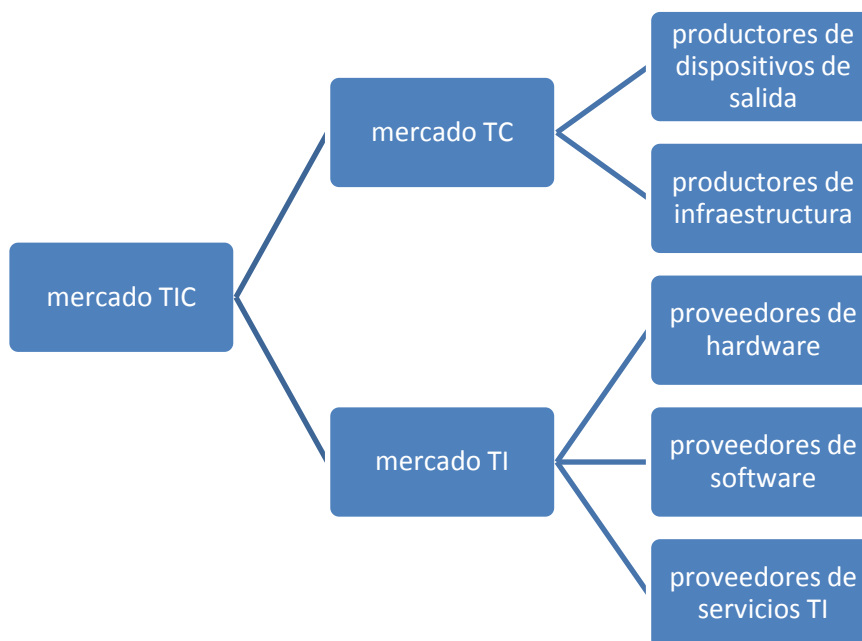 productores de
dispositivos de
salida
mercado TC
productores de
infraestructura
mercado TIC
proveedores de
hardware
mercado TI
proveedores de
software
proveedores de
servicios TI